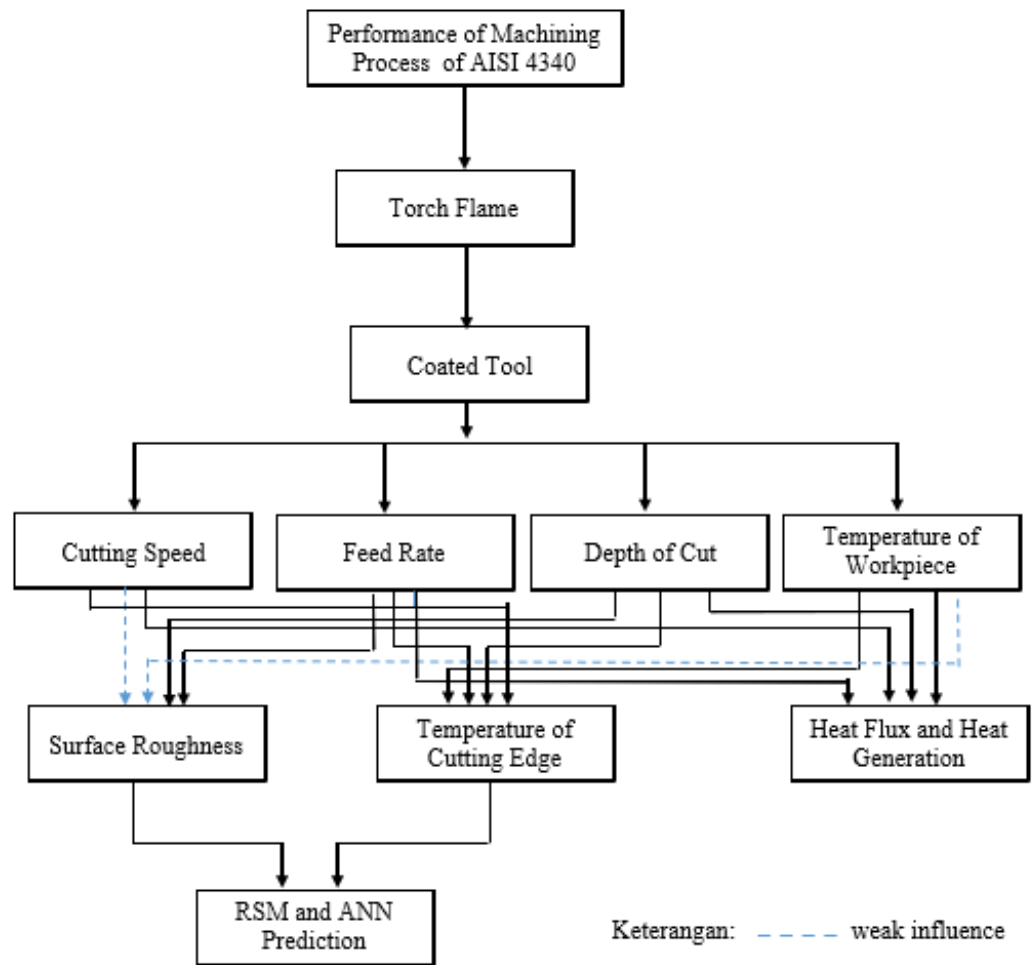 Performance of Machining
Process of AISI 4340
Torch Flame
Coated Tool
Cutting Speed
Feed Rate
Depth of Cut
Temperature of
Workpiece
Surface Roughness
Temperature of
Cutting Edge
Heat Flux and Heat
Generation
RSM and ANN
Prediction
Keterangan: weak influence